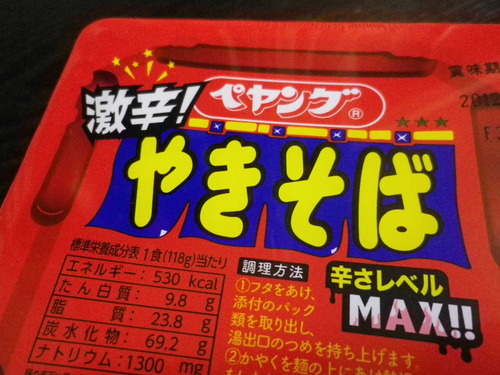 賞味期
激辛!
ペヤング®
やきそば
標準栄養成分表 1食(118g)当たり
エネルギー: 530 kcal
たん白質: 9.8 g
脂質: 23.8 g
炭水化物: 69.2 g
ナトリウム: 1300 mg
調理方法
①フタをあけ、
添付のパック
類を取り出し、
湯出口のつめを持ち上げます。
②かやくを麺の上にあけ
辛さレベル
MAX!!